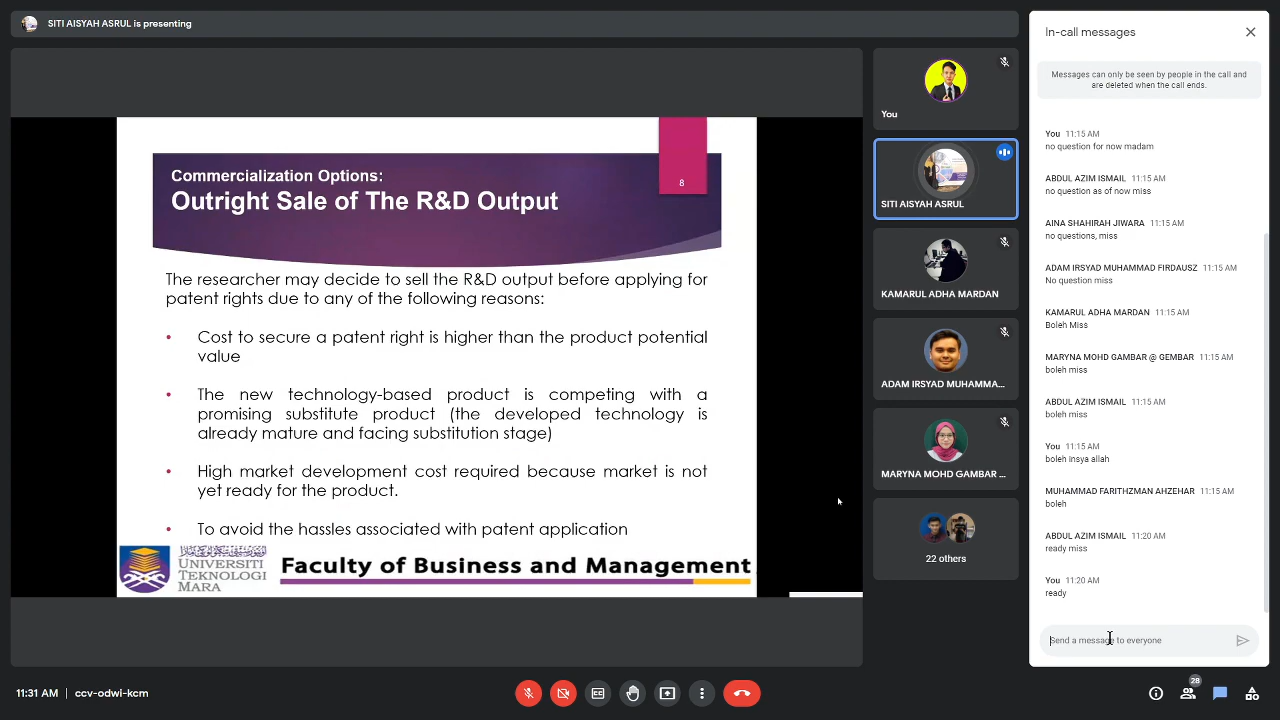 SITI AISYAH ASRUL is presenting
Commercialization Options:
Outright Sale of The R&D Output
8
The researcher may decide to sell the R&D output before applying for
patent rights due to any of the following reasons:
• Cost to secure a patent right is higher than the product potential
value
• The new technology-based product is competing with a
promising substitute product (the developed technology is
already mature and facing substitution stage)
• High market development cost required because market is not
yet ready for the product.
• To avoid the hassles associated with patent application
UNIVERSITI
TEKNOLOGI
MARA
Faculty of Business and Management
You
SITI AISYAH ASRUL
KAMARUL ADHA MARDAN
ADAM IRSYAD MUHAMMA...
MARYNA MOHD GAMBAR ...
22 others
In-call messages
Messages can only be seen by people in the call and
are deleted when the call ends.
You 11:15 AM
no question for now madam
ABDUL AZIM ISMAIL 11:15 AM
no question as of now miss
AINA SHAHIRAH JIWARA 11:15 AM
no questions, miss
ADAM IRSYAD MUHAMMAD FIRDAUSZ 11:15 AM
No question miss
KAMARUL ADHA MARDAN 11:15 AM
Boleh Miss
MARYNA MOHD GAMBAR @ GEMBAR 11:15 AM
boleh miss
ABDUL AZIM ISMAIL 11:15 AM
boleh miss
You 11:15 AM
boleh insya allah
MUHAMMAD FARITHZMAN AHZEHAR 11:15 AM
boleh
ABDUL AZIM ISMAIL 11:20 AM
ready miss
You 11:20 AM
ready
Send a message to everyone
11:31 AM | ccv-odwi-kcm
28